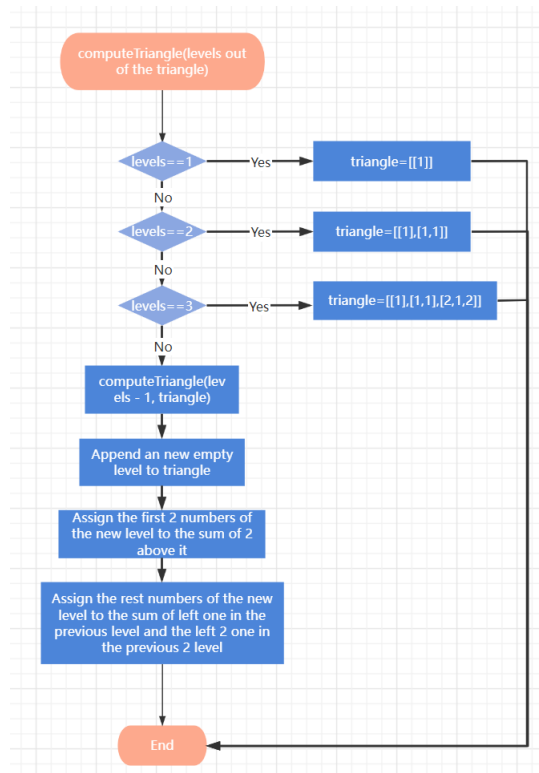 computeTriangle(levels out
of the triangle)
levels==1
Yes
triangle=[[1]]
No
levels==2
Yes
triangle=[[1],[1,1]]
No
levels==3
Yes
triangle=[[1],[1,1],[2,1,2]]
No
computeTriangle(lev
els - 1, triangle)
Append an new empty
level to triangle
Assign the first 2 numbers of
the new level to the sum of 2
above it
Assign the rest numbers of the new
level to the sum of left one in the
previous level and the left 2 one in
the previous 2 level
End